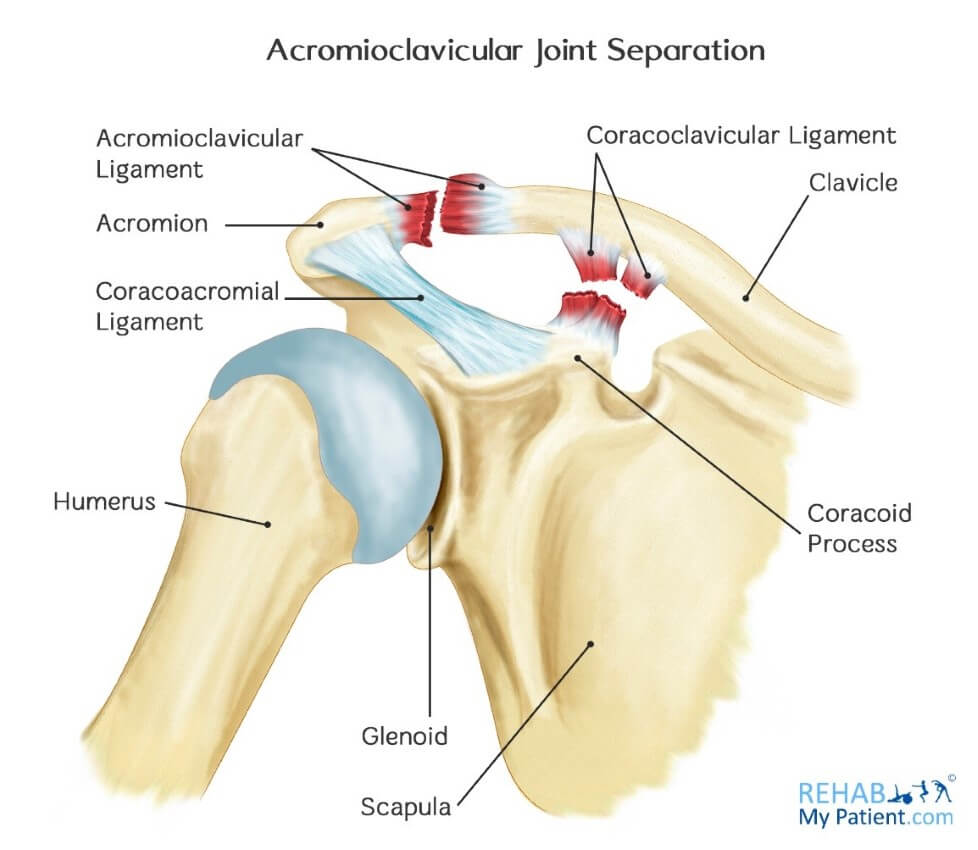 Acromioclavicular Joint Separation
Acromioclavicular
Ligament
Coracoclavicular Ligament
Clavicle
Acromion
Coracoacromial
Ligament
Humerus
Coracoid
Process
Glenoid
Scapula
REHAB ©
My Patient.com